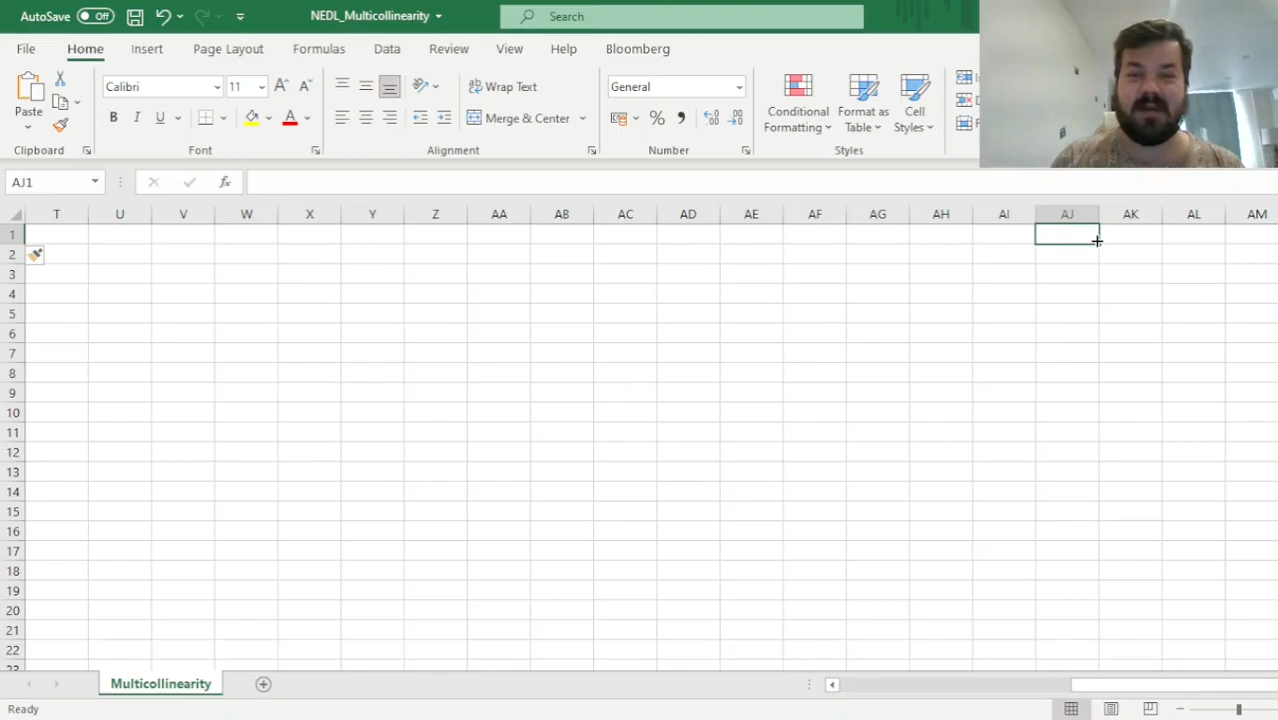 AutoSave Off NEDL_Multicollinearity Search
File Home Insert Page Layout Formulas Data Review View Help Bloomberg
Paste Calibri 11 Wrap Text General Conditional Formatting Format as Table Cell Styles
B I U A Merge & Center % 9
Clipboard Font Alignment Number Styles
AJ1 fx
T U V W X Y Z AA AB AC AD AE AF AG AH AI AJ AK AL AM
1
2
3
4
5
6
7
8
9
10
11
12
13
14
15
16
17
18
19
20
21
22
23
Multicollinearity
Ready